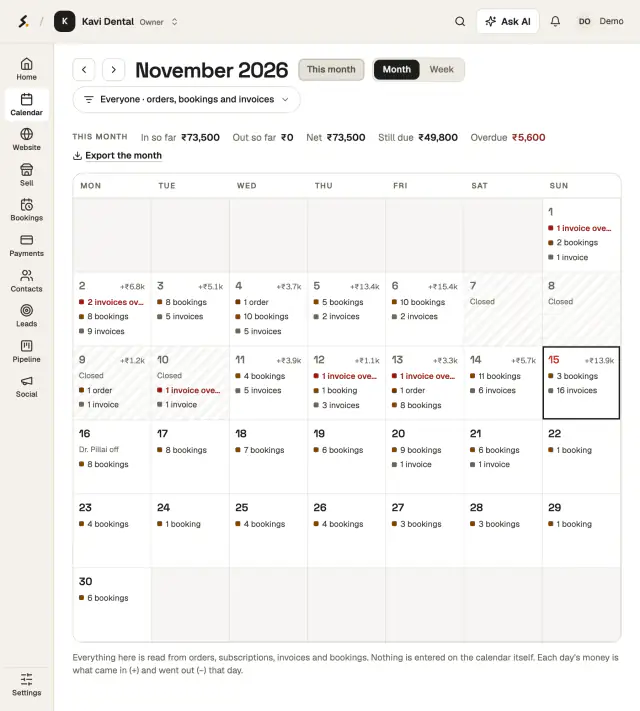 / K Kavi Dental Owner Ask AI DO Demo
Home
Calendar
Website
Sell
Bookings
Payments
Contacts
Leads
Pipeline
Social
Settings
November 2026 This month Month Week
Everyone · orders, bookings and invoices
THIS MONTH In so far ₹73,500 Out so far ₹0 Net ₹73,500 Still due ₹49,800 Overdue ₹5,600
Export the month
MON TUE WED THU FRI SAT SUN
1
1 invoice ove...
2 bookings
1 invoice
2 +₹6.8k
2 invoices ov...
8 bookings
9 invoices
3 +₹5.1k
8 bookings
5 invoices
4 +₹3.7k
1 order
10 bookings
5 invoices
5 +₹13.4k
5 bookings
2 invoices
6 +₹15.4k
10 bookings
2 invoices
7
Closed
8
Closed
9 +₹1.2k
Closed
1 order
1 invoice
10
Closed
1 invoice ove...
1 invoice
11 +₹3.9k
4 bookings
5 invoices
12 +₹1.1k
1 invoice ove...
1 booking
3 invoices
13 +₹3.3k
1 invoice ove...
1 order
8 bookings
14 +₹5.7k
11 bookings
6 invoices
15 +₹13.9k
3 bookings
16 invoices
16
Dr. Pillai off
8 bookings
17
8 bookings
18
7 bookings
19
6 bookings
20
9 bookings
1 invoice
21
6 bookings
1 invoice
22
1 booking
23
4 bookings
24
1 booking
25
4 bookings
26
4 bookings
27
3 bookings
28
3 bookings
29
1 booking
30
6 bookings
Everything here is read from orders, subscriptions, invoices and bookings. Nothing is entered on the calendar itself. Each day's money is
what came in (+) and went out (−) that day.